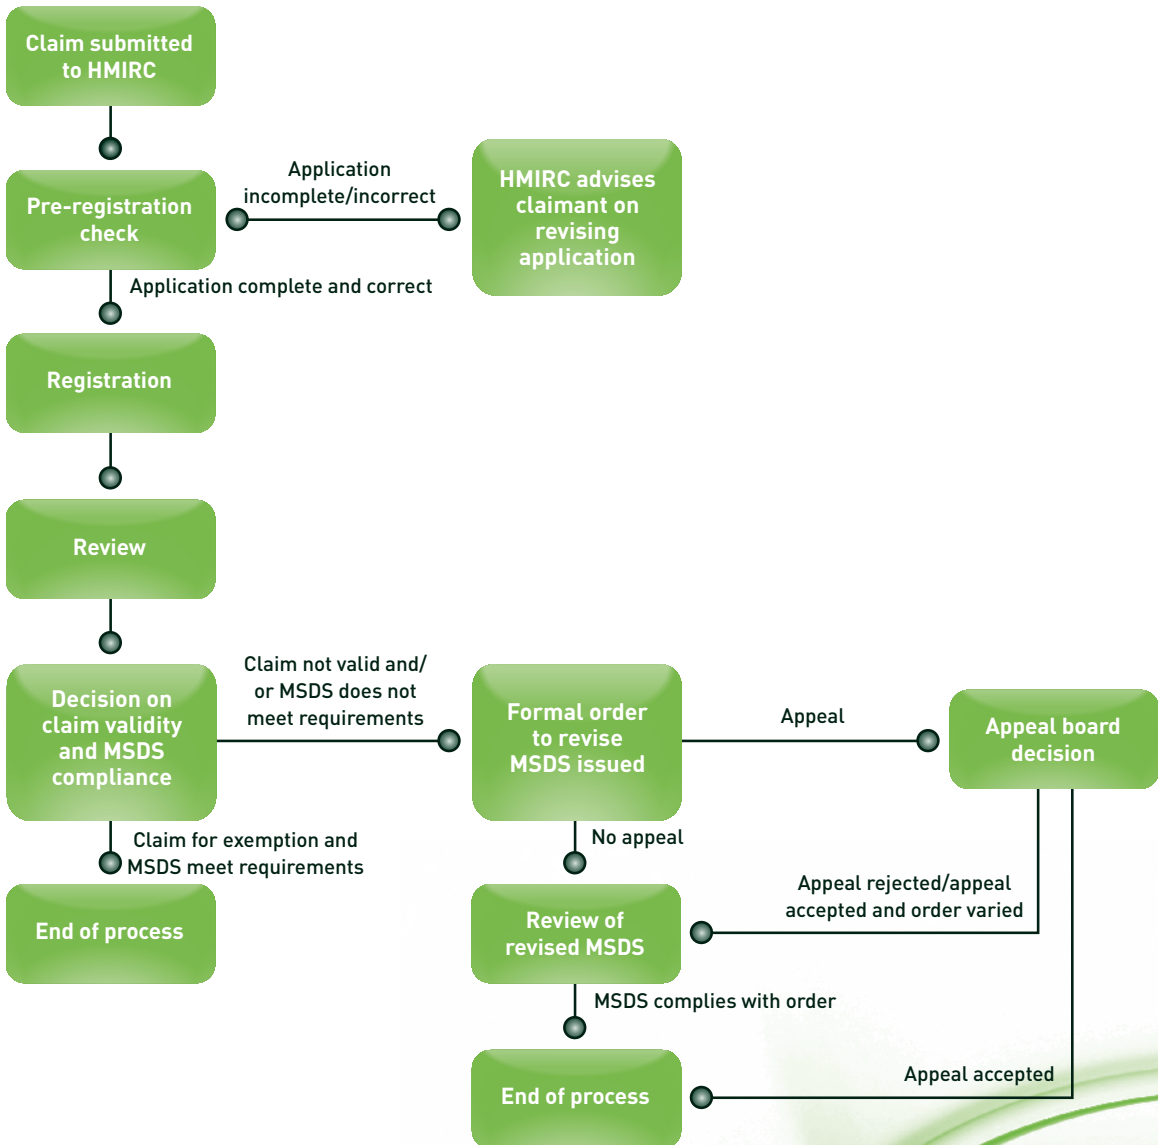 Claim submitted
to HMIRC
Pre-registration
check
Application
incomplete/incorrect
HMIRC advises
claimant on
revising
application
Application complete and correct
Registration
Review
Decision on
claim validity
and MSDS
compliance
Claim not valid and/
or MSDS does not
meet requirements
Formal order
to revise
MSDS issued
Appeal
Appeal board
decision
Claim for exemption and
MSDS meet requirements
No appeal
End of process
Review of
revised MSDS
Appeal rejected/appeal
accepted and order varied
MSDS complies with order
End of process
Appeal accepted